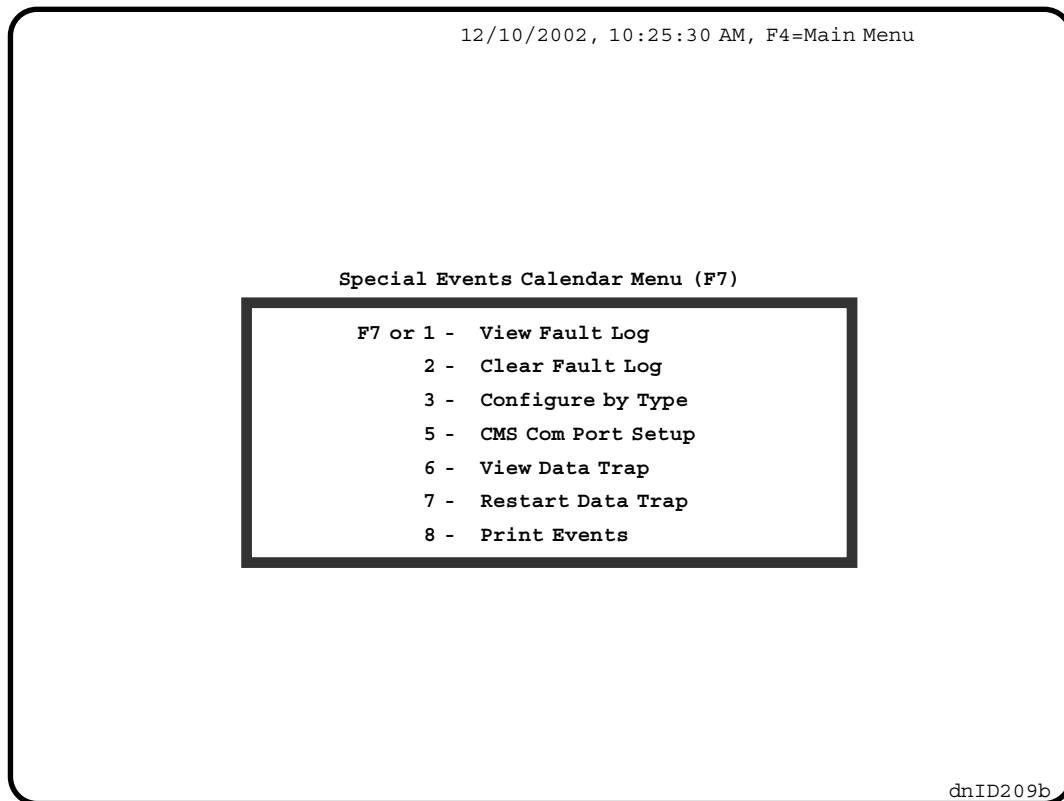 12/10/2002, 10:25:30 AM, F4=Main Menu
Special Events Calendar Menu (F7)
F7 or 1 - View Fault Log
2 - Clear Fault Log
3 - Configure by Type
5 - CMS Com Port Setup
6 - View Data Trap
7 - Restart Data Trap
8 - Print Events
dnID209b